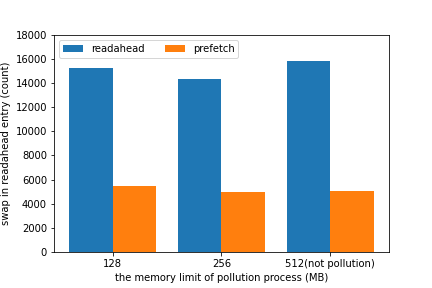 18000
16000
14000
12000
10000
8000
6000
4000
2000
0
swap in readahead entry (count)
readahead prefetch
128 256 512(not pollution)
the memory limit of pollution process (MB)